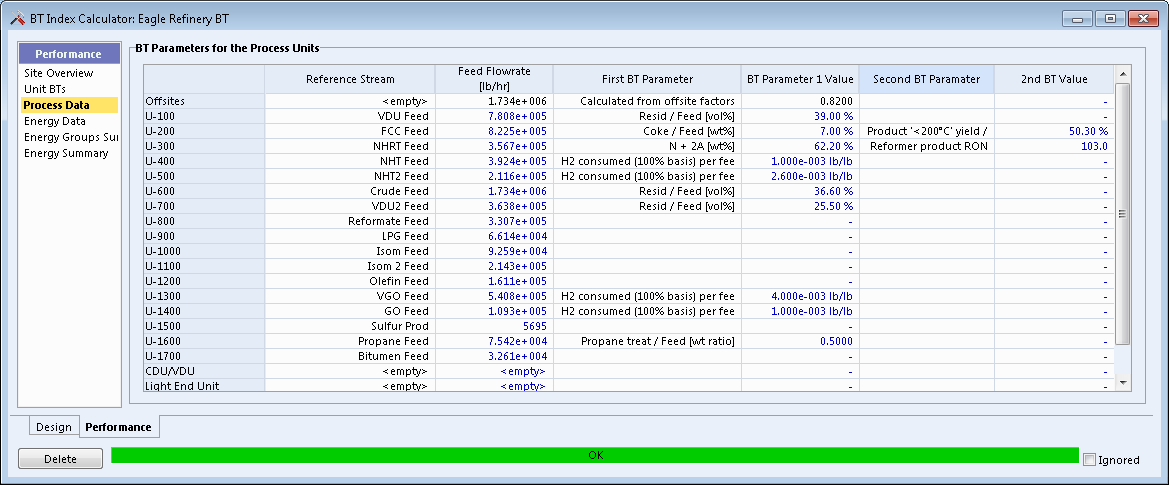 BT Index Calculator: Eagle Refinery BT
Performance
Site Overview
Unit BTs
Process Data
Energy Data
Energy Groups Sui
Energy Summary
BT Parameters for the Process Units
Reference Stream Feed Flowrate [lb/hr] First BT Parameter BT Parameter 1 Value Second BT Paramater 2nd BT Value
Offsites <empty> 1.734e+006 Calculated from offsite factors 0.8200 -
U-100 VDU Feed 7.808e+005 Resid / Feed [vol%] 39.00 % -
U-200 FCC Feed 8.225e+005 Coke / Feed [wt%] 7.00 % Product '<200°C' yield / 50.30 %
U-300 NHRT Feed 3.567e+005 N + 2A [wt%] 62.20 % Reformer product RON 103.0
U-400 NHT Feed 3.924e+005 H2 consumed (100% basis) per fee 1.000e-003 lb/lb -
U-500 NHT2 Feed 2.116e+005 H2 consumed (100% basis) per fee 2.600e-003 lb/lb -
U-600 Crude Feed 1.734e+006 Resid / Feed [vol%] 36.60 % -
U-700 VDU2 Feed 3.638e+005 Resid / Feed [vol%] 25.50 % -
U-800 Reformate Feed 3.307e+005 - -
U-900 LPG Feed 6.614e+004 - -
U-1000 Isom Feed 9.259e+004 - -
U-1100 Isom 2 Feed 2.143e+005 - -
U-1200 Olefin Feed 1.611e+005 - -
U-1300 VGO Feed 5.408e+005 H2 consumed (100% basis) per fee 4.000e-003 lb/lb -
U-1400 GO Feed 1.093e+005 H2 consumed (100% basis) per fee 1.000e-003 lb/lb -
U-1500 Sulfur Prod 5695 - -
U-1600 Propane Feed 7.542e+004 Propane treat / Feed [wt ratio] 0.5000 -
U-1700 Bitumen Feed 3.261e+004 - -
CDU/VDU <empty> <empty> - -
Light End Unit <empty> <empty> - -
Design Performance
Delete OK Ignored